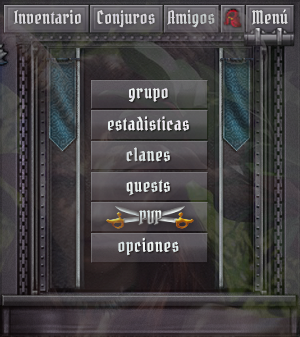 Inventario Conjuros Amigos Menú
grupo
estadisticas
clanes
quests
pvp
opciones